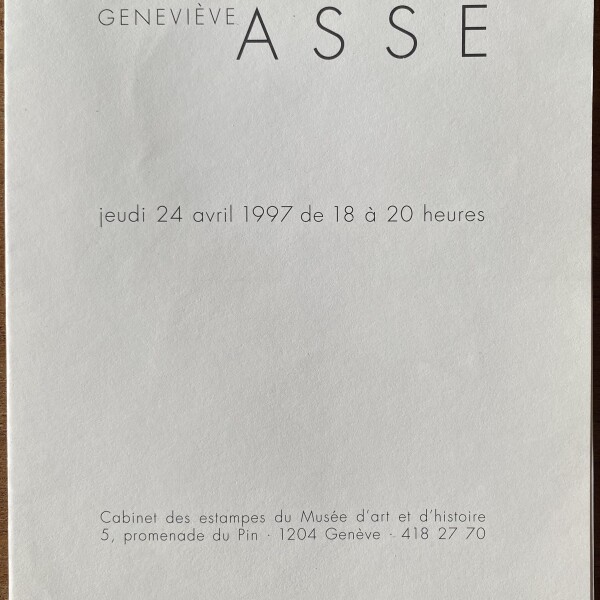 GENEVIÈVE ASSE
jeudi 24 avril 1997 de 18 à 20 heures
Cabinet des estampes du Musée d'art et d'histoire
5, promenade du Pin · 1204 Genève · 418 27 70